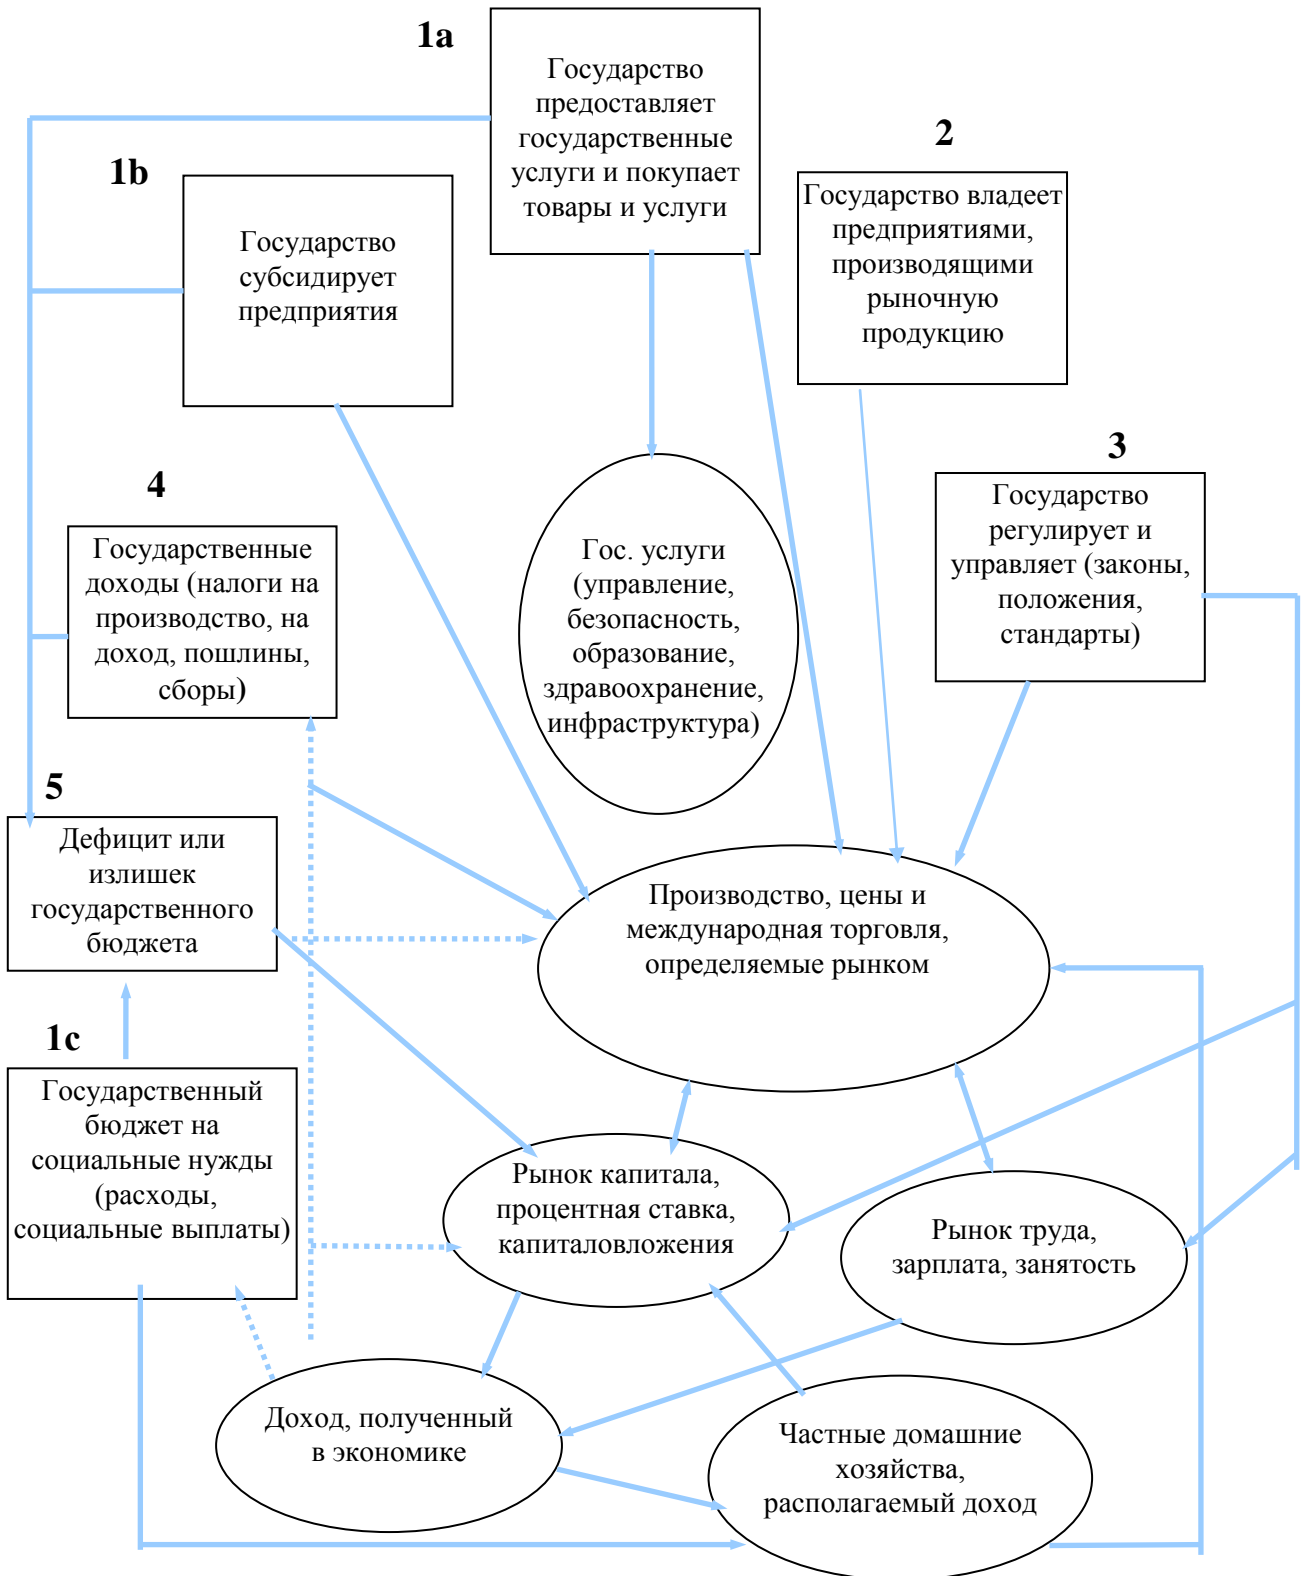 1a
Государство
предоставляет
государственные
услуги и покупает
товары и услуги
1b
Государство
субсидирует
предприятия
2
Государство владеет
предприятиями,
производящими
рыночную
продукцию
3
Государство
регулирует и
управляет (законы,
положения,
стандарты)
4
Государственные
доходы (налоги на
производство, на
доход, пошлины,
сборы)
Гос. услуги
(управление,
безопасность,
образование,
здравоохранение,
инфраструктура)
5
Дефицит или
излишек
государственного
бюджета
Производство, цены и
международная торговля,
определяемые рынком
1c
Государственный
бюджет на
социальные нужды
(расходы,
социальные выплаты)
Рынок капитала,
процентная ставка,
капиталовложения
Рынок труда,
зарплата, занятость
Доход, полученный
в экономике
Частные домашние
хозяйства,
располагаемый доход